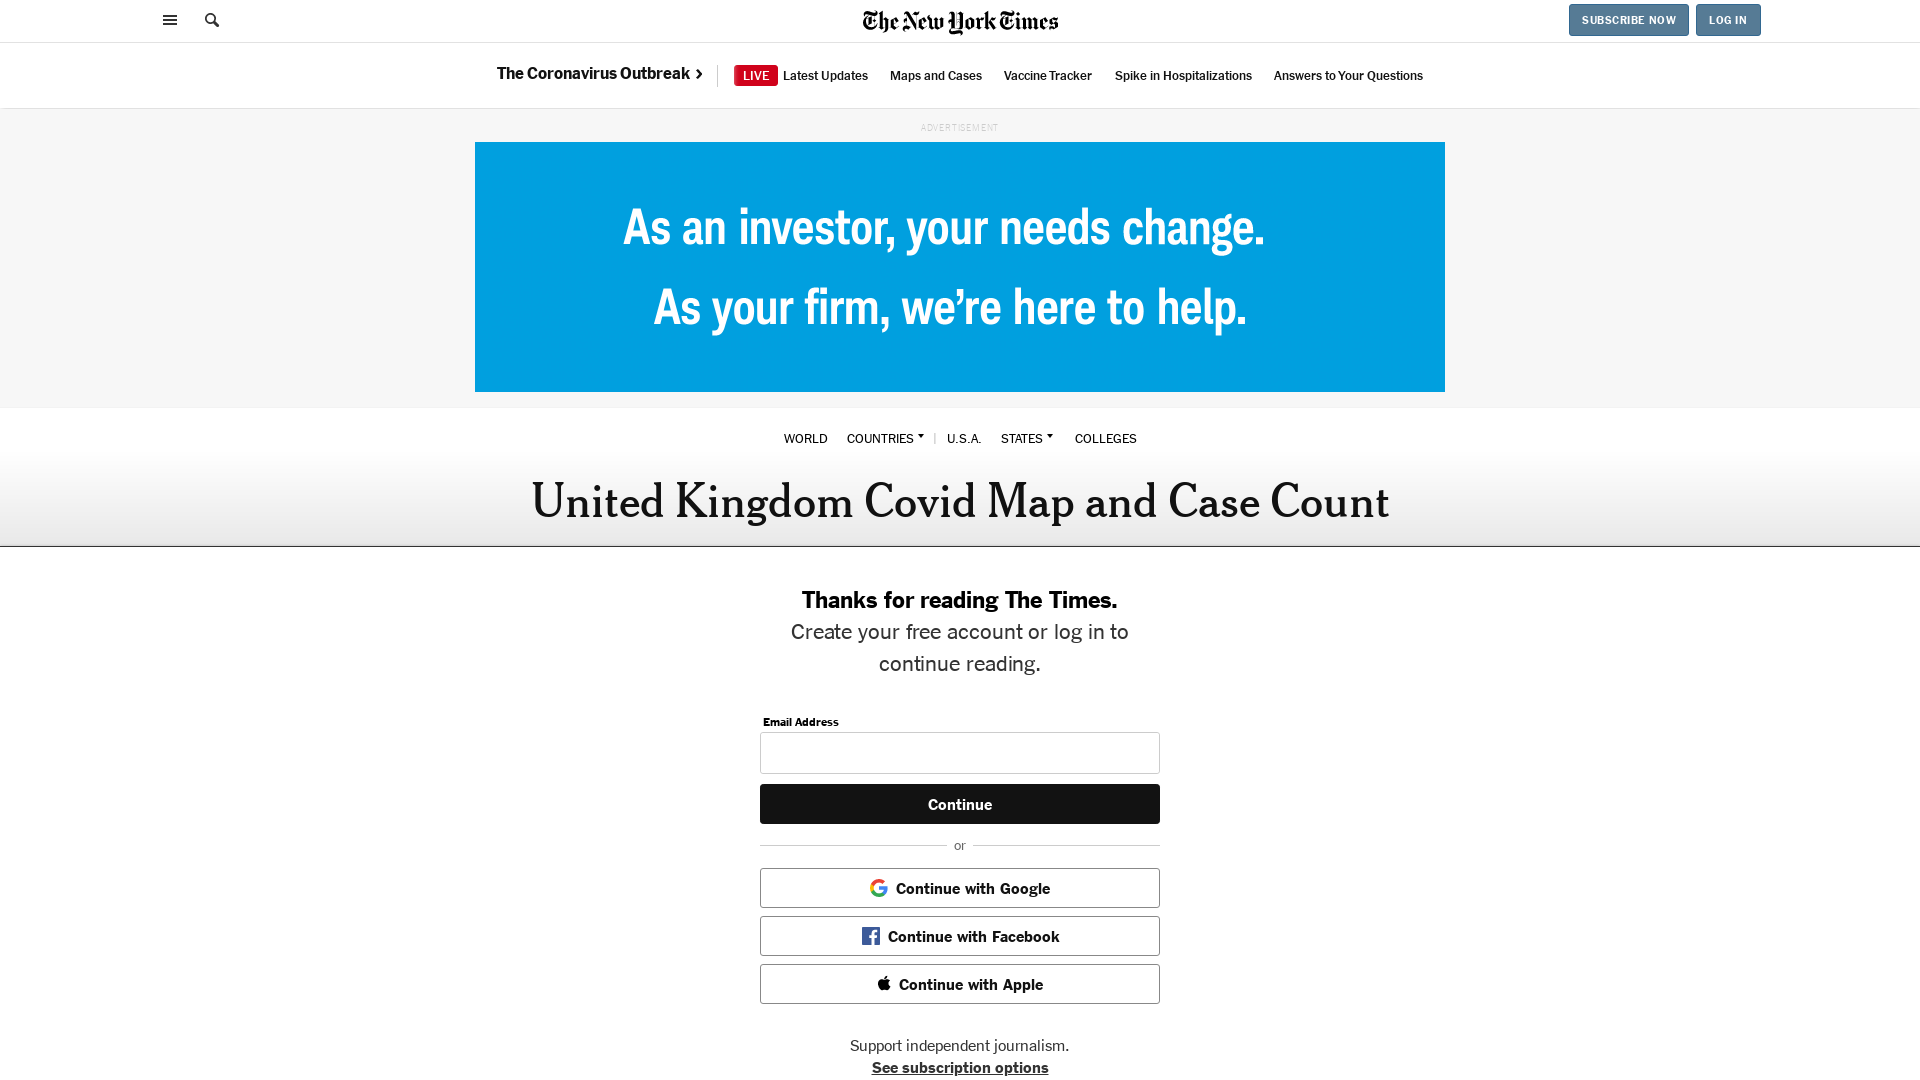 The New York Times
SUBSCRIBE NOW
LOG IN
The Coronavirus Outbreak
LIVE Latest Updates
Maps and Cases
Vaccine Tracker
Spike in Hospitalizations
Answers to Your Questions
ADVERTISEMENT
As an investor, your needs change.
As your firm, we’re here to help.
WORLD COUNTRIES | U.S.A. STATES COLLEGES
United Kingdom Covid Map and Case Count
Thanks for reading The Times.
Create your free account or log in to
continue reading.
Email Address
Continue
or
Continue with Google
Continue with Facebook
Continue with Apple
Support independent journalism.
See subscription options